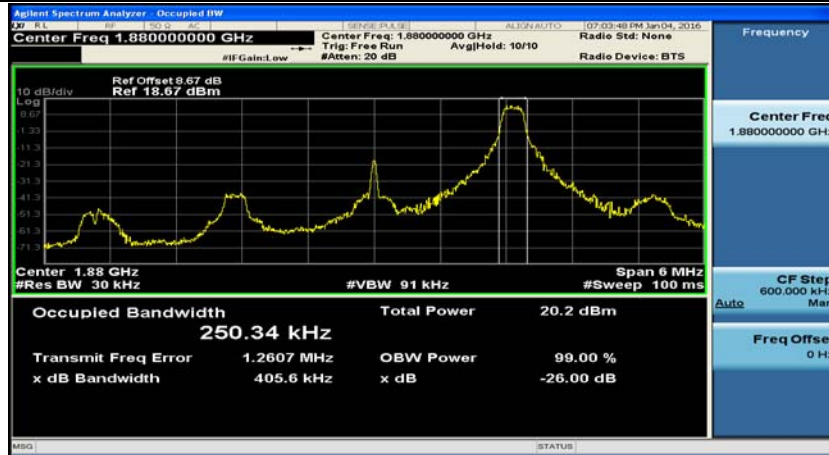 Agilent Spectrum Analyzer - Occupied BW
LXI RL RF 50 Ω AC SENSE:PULSE ALIGN AUTO 07:03:48 PM Jan 04, 2016
Center Freq 1.880000000 GHz
Center Freq: 1.880000000 GHz
Radio Std: None
Trig: Free Run Avg|Hold: 10/10
#IFGain:Low #Atten: 20 dB Radio Device: BTS
Ref Offset 8.67 dB
10 dB/div Ref 18.67 dBm
Log
8.67
-1.33
-11.3
-21.3
-31.3
-41.3
-51.3
-61.3
-71.3
Center 1.88 GHz Span 6 MHz
#Res BW 30 kHz #VBW 91 kHz #Sweep 100 ms
Occupied Bandwidth Total Power 20.2 dBm
250.34 kHz
Transmit Freq Error 1.2607 MHz OBW Power 99.00 %
x dB Bandwidth 405.6 kHz x dB -26.00 dB
MSG STATUS
Frequency
Center Freq
1.880000000 GHz
CF Step
600.000 kHz
Auto Man
Freq Offset
0 Hz